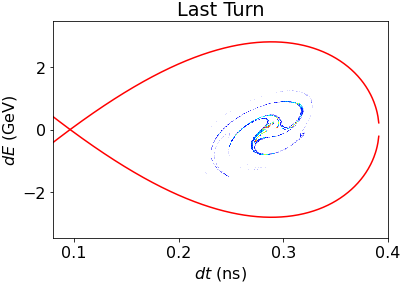 Last Turn
dE (GeV)
2
0
−2
0.1 0.2 0.3 0.4
dt (ns)